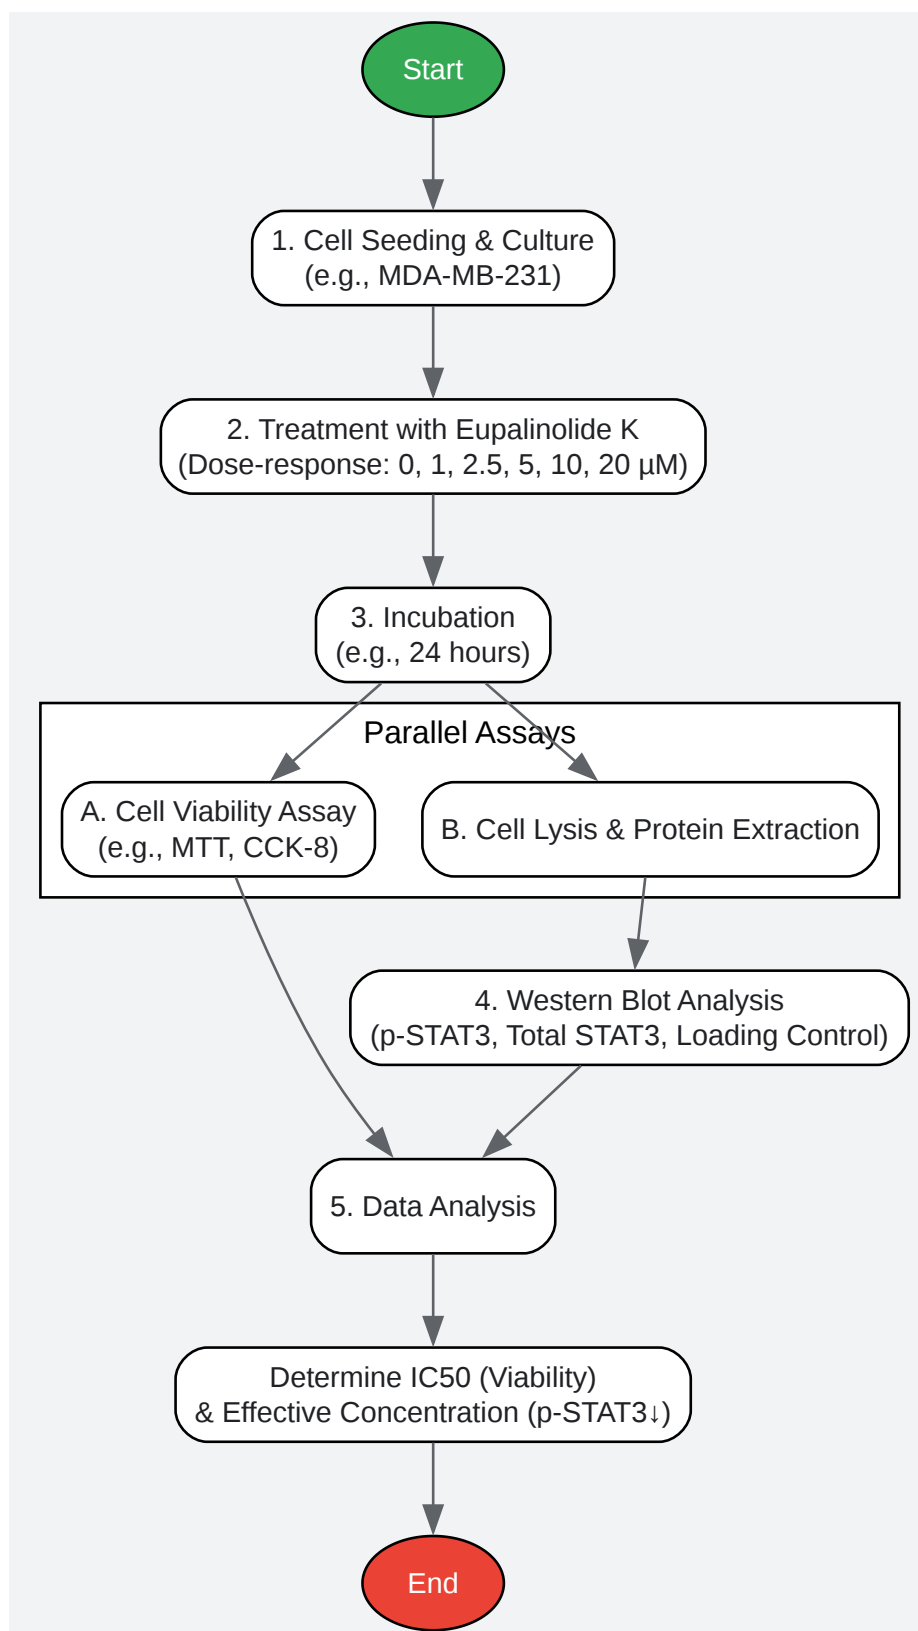 Start
1. Cell Seeding & Culture
(e.g., MDA-MB-231)
2. Treatment with Eupalinolide K
(Dose-response: 0, 1, 2.5, 5, 10, 20 µM)
3. Incubation
(e.g., 24 hours)
Parallel Assays
A. Cell Viability Assay
(e.g., MTT, CCK-8)
B. Cell Lysis & Protein Extraction
4. Western Blot Analysis
(p-STAT3, Total STAT3, Loading Control)
5. Data Analysis
Determine IC50 (Viability)
& Effective Concentration (p-STAT3↓)
End